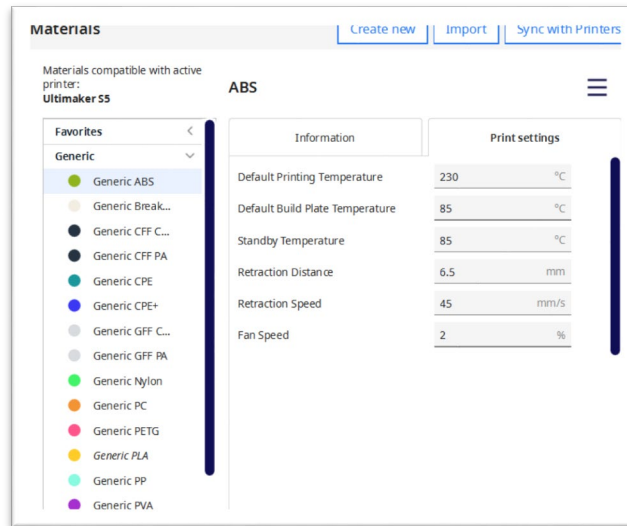 Materials
Create new
Import
Sync with Printers
Materials compatible with active
printer:
Ultimaker S5
Favorites
Generic
Generic ABS
Generic Break...
Generic CFF C...
Generic CFF PA
Generic CPE
Generic CPE+
Generic GFF C...
Generic GFF PA
Generic Nylon
Generic PC
Generic PETG
Generic PLA
Generic PP
Generic PVA
ABS
Information
Print settings
Default Printing Temperature 230 °C
Default Build Plate Temperature 85 °C
Standby Temperature 85 °C
Retraction Distance 6.5 mm
Retraction Speed 45 mm/s
Fan Speed 2 %